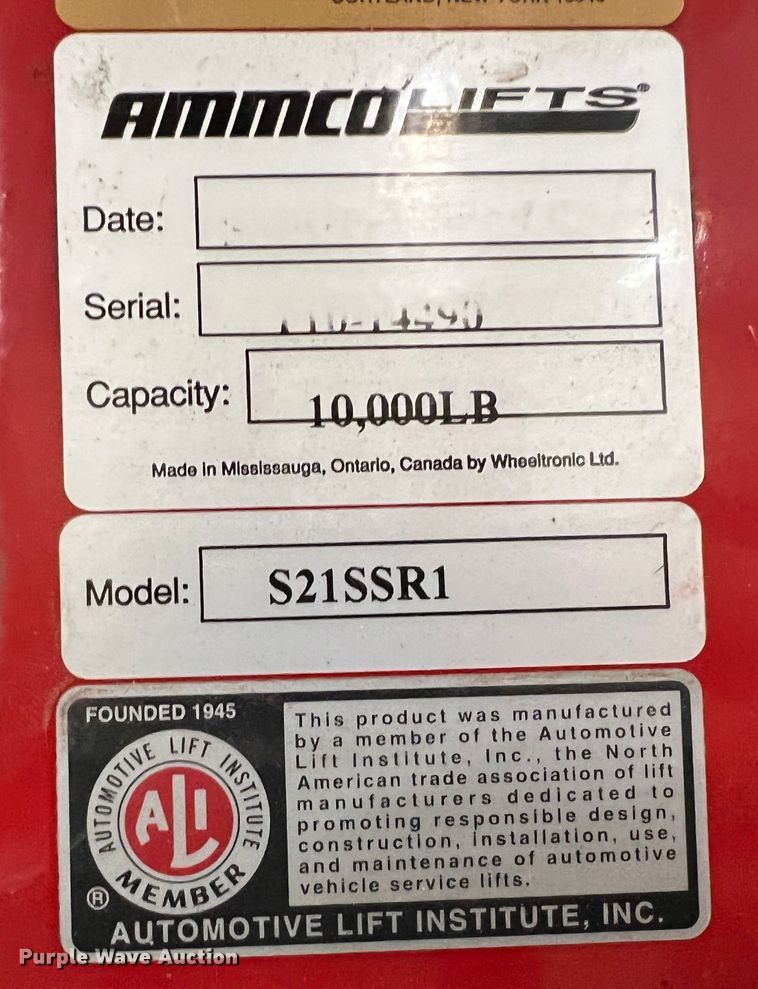 AMMCO LIFTS®
Date:
Serial:
Capacity: 10,000LB
Made in Mississauga, Ontario, Canada by Wheeltronic Ltd.
Model: S21SSR1
FOUNDED 1945
AUTOMOTIVE LIFT INSTITUTE
ALI
MEMBER
®
This product was manufactured
by a member of the Automotive
Lift Institute, Inc., the North
American trade association of lift
manufacturers dedicated to
promoting responsible design,
construction, installation, use,
and maintenance of automotive
vehicle service lifts.
AUTOMOTIVE LIFT INSTITUTE, INC.
Purple Wave Auction